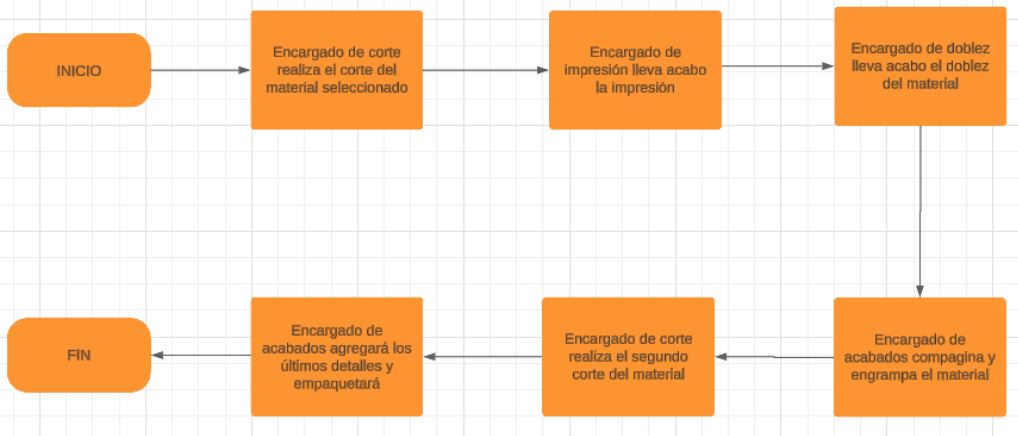 INICIO
Encargado de corte
realiza el corte del
material seleccionado
Encargado de
impresión lleva acabo
la impresión
Encargado de doblez
lleva acabo el doblez
del material
Encargado de
acabados compagina y
engrampa el material
Encargado de corte
realiza el segundo
corte del material
Encargado de
acabados agregará los
últimos detalles y
empaquetará
FIN